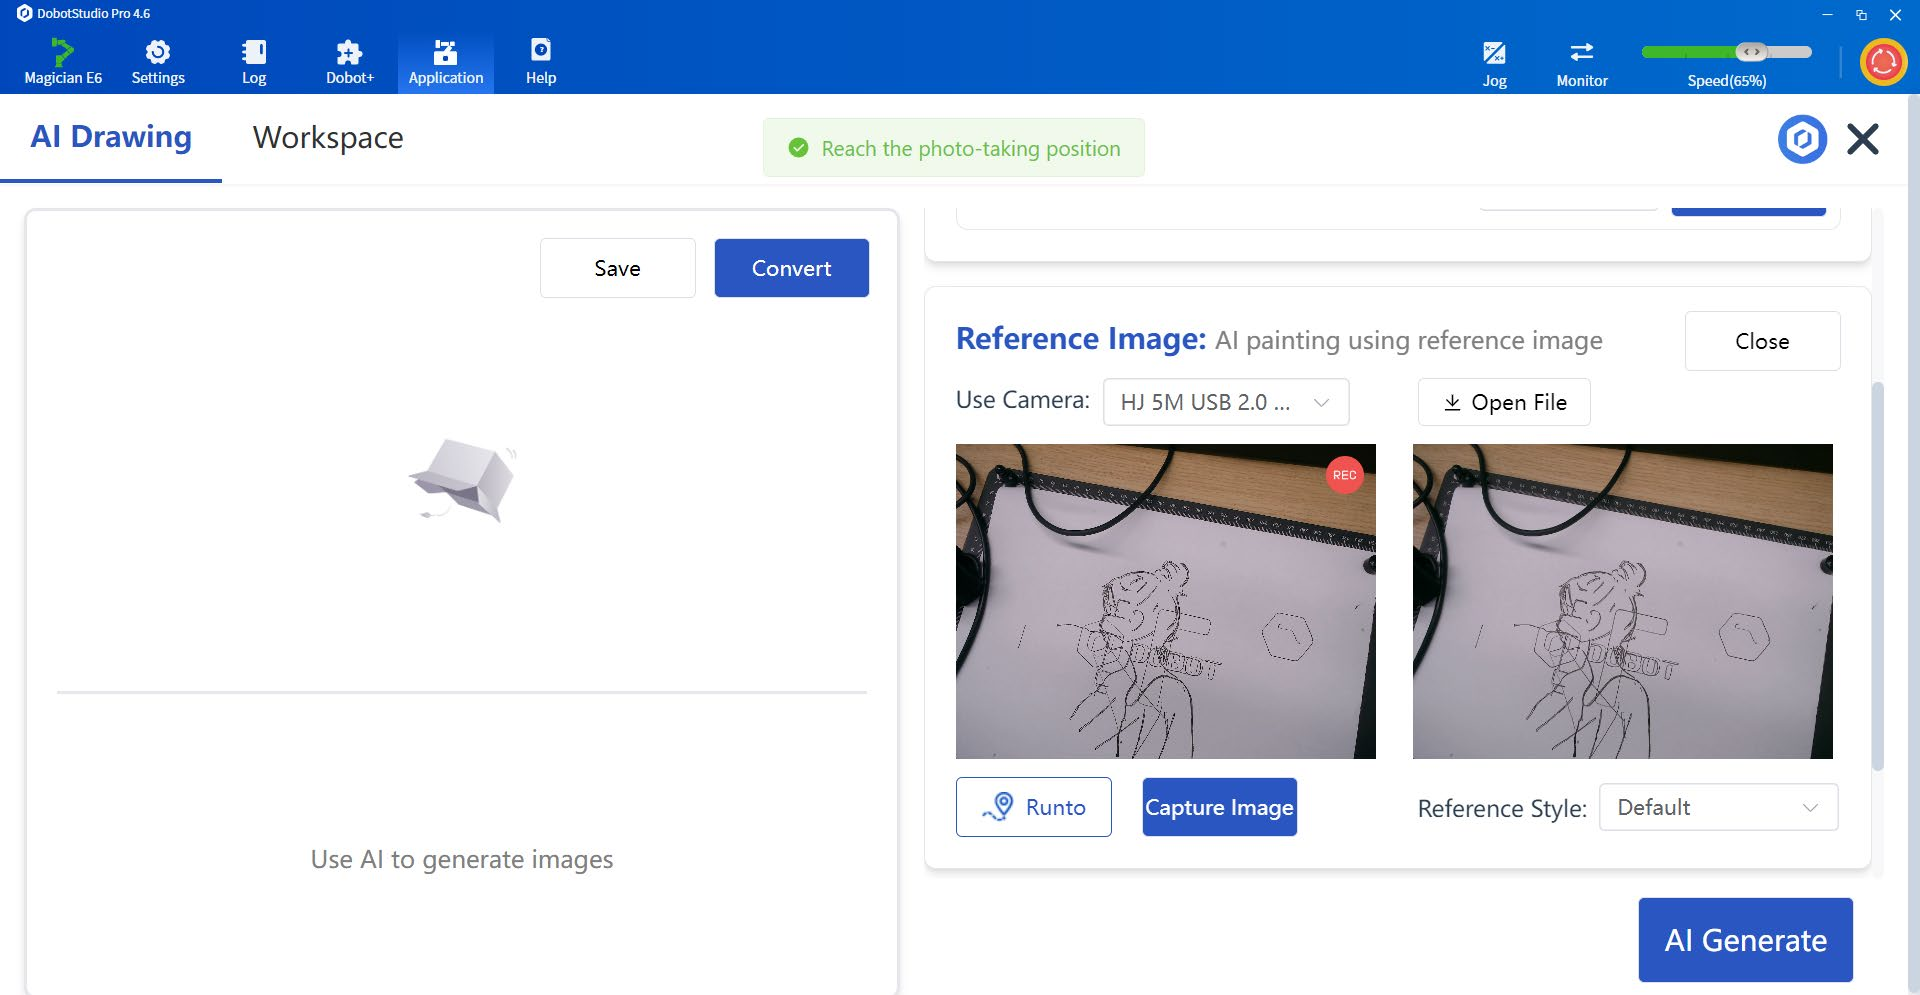 DobotStudio Pro 4.6
Magician E6
Settings
Log
Dobot+
Application
Help
Jog
Monitor
Speed(65%)
AI Drawing
Workspace
Reach the photo-taking position
Save
Convert
Use AI to generate images
Reference Image: AI painting using reference image
Close
Use Camera:
HJ 5M USB 2.0 ...
Open File
REC
DOBOT
DOBOT
Runto
Capture Image
Reference Style:
Default
AI Generate